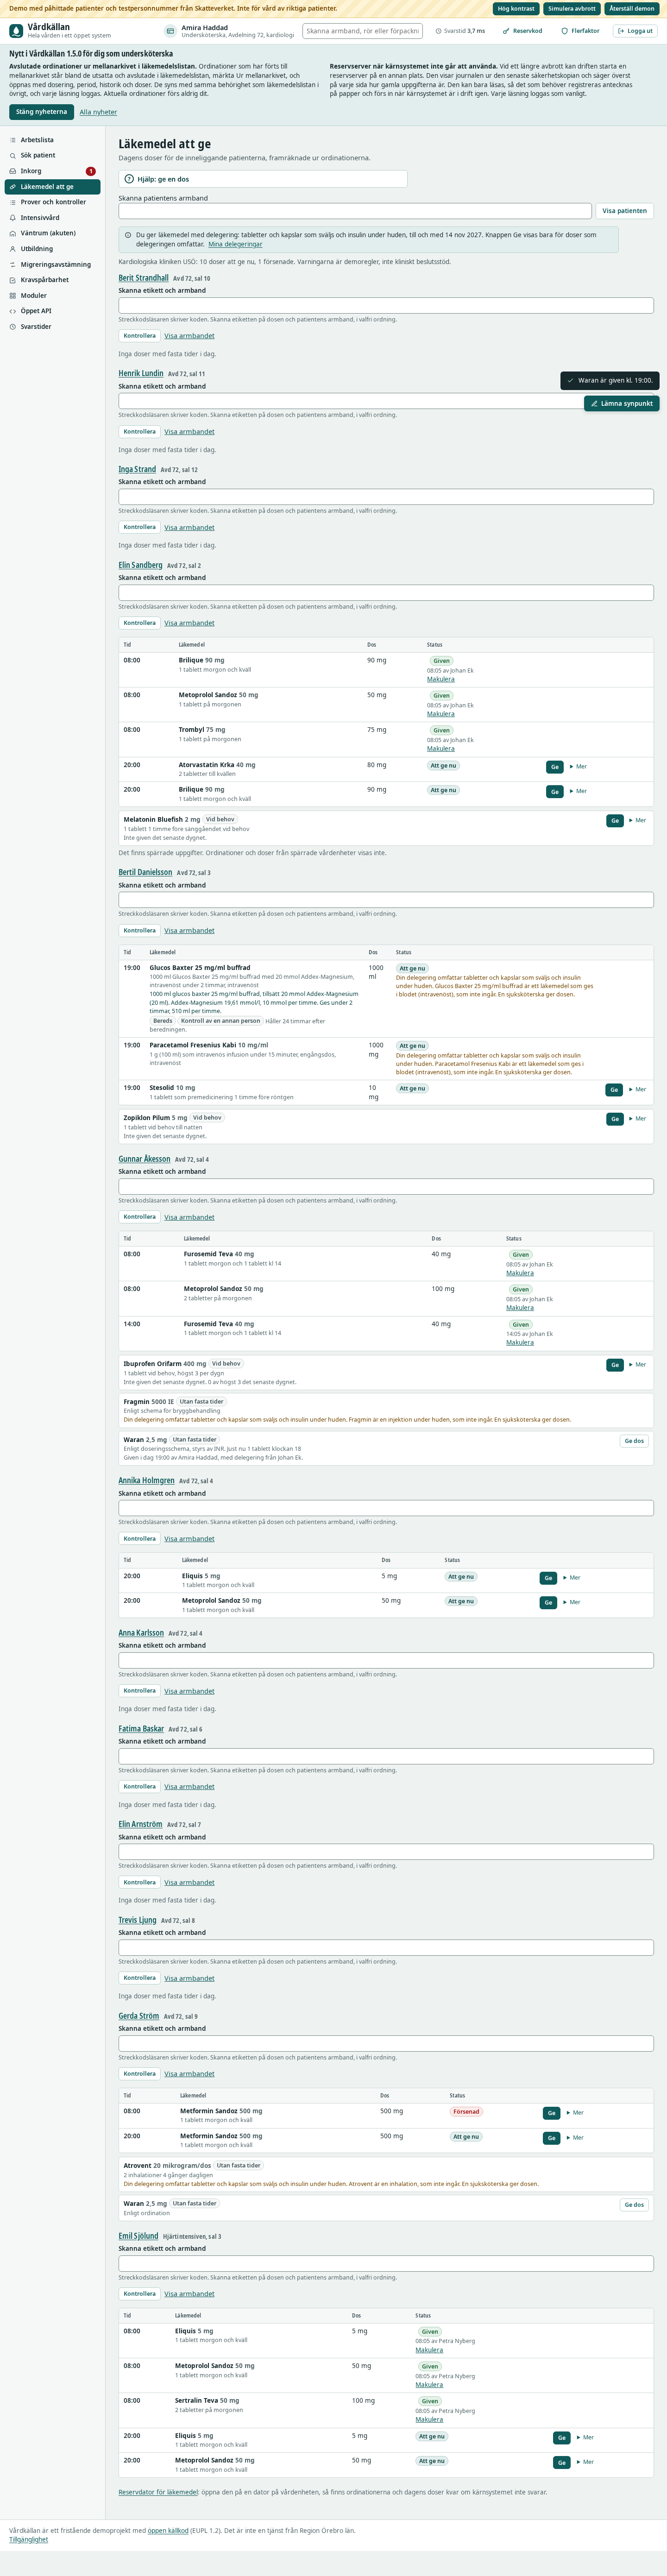 Demo med påhittade patienter och testpersonnummer från Skatteverket. Inte för vård av riktiga patienter.
Hög kontrast
Simulera avbrott
Återställ demon
Vårdkällan
Hela vården i ett öppet system
Amira Haddad
Undersköterska, Avdelning 72, kardiologi
Skanna armband, rör eller förpackning
Svarstid 3,7 ms
Reservkod
Flerfaktor
Logga ut
Nytt i Vårdkällan 1.5.0 för dig som undersköterska
Avslutade ordinationer ur mellanarkivet i läkemedelslistan. Ordinationer som har förts till
mellanarkivet står bland de utsatta och avslutade i läkemedelslistan, märkta Ur mellanarkivet, och
öppnas med samma behörighet som läkemedelslistan i
övrigt, och varje läsning loggas. Aktuella ordinationer förs aldrig dit.
Reservserver när kärnsystemet inte går att använda. Vid ett längre avbrott kan driften starta en
reserverver på en annan plats. Den visar journalen ur den senaste säkerhetskopian och säger överst
på varje sida hur gamla uppgifterna är. Den kan bara läsas, så det som behöver registreras antecknas
på papper och förs in när kärnsystemet är i drift igen. Varje läsning loggas som vanligt.
Stäng nyheterna
Alla nyheter
Arbetslista
Sök patient
Inkorg
1
Läkemedel att ge
Prover och kontroller
Intensivvård
Väntrum (akuten)
Utbildning
Migreringsavstämning
Kravspårbarhet
Moduler
Öppet API
Svarstider
Läkemedel att ge
Dagens doser för de inneliggande patienterna, framräknade ur ordinationerna.
Hjälp: ge en dos
Skanna patientens armband
Visa patienten
Du ger läkemedel med delegering: tabletter och kapslar som sväljs och insulin under huden, till och med 14 nov 2027. Knappen Ge visas bara för doser som
delegeringen omfattar. Mina delegeringar
Kardiologiska kliniken USÖ: 10 doser att ge nu, 1 försenade. Varningarna är demoregler, inte kliniskt beslutsstöd.
Berit Strandhall Avd 72, sal 10
Skanna etikett och armband
Streckkodsläsaren skriver koden. Skanna etiketten på dosen och patientens armband, i valfri ordning.
Kontrollera
Visa armbandet
Inga doser med fasta tider i dag.
Henrik Lundin Avd 72, sal 11
Waran är given kl. 19.00.
Skanna etikett och armband
Lämna synpunkt
Streckkodsläsaren skriver koden. Skanna etiketten på dosen och patientens armband, i valfri ordning.
Kontrollera
Visa armbandet
Inga doser med fasta tider i dag.
Inga Strand Avd 72, sal 12
Skanna etikett och armband
Streckkodsläsaren skriver koden. Skanna etiketten på dosen och patientens armband, i valfri ordning.
Kontrollera
Visa armbandet
Inga doser med fasta tider i dag.
Elin Sandberg Avd 72, sal 2
Skanna etikett och armband
Streckkodsläsaren skriver koden. Skanna etiketten på dosen och patientens armband, i valfri ordning.
Kontrollera
Visa armbandet
Tid Läkemedel Dos Status
08:00 Brilique 90 mg 90 mg Given
1 tablett morgon och kväll 08:05 av Johan Ek
Makulera
08:00 Metoprolol Sandoz 50 mg 50 mg Given
1 tablett på morgonen 08:05 av Johan Ek
Makulera
08:00 Trombyl 75 mg 75 mg Given
1 tablett på morgonen 08:05 av Johan Ek
Makulera
20:00 Atorvastatin Krka 40 mg 80 mg Att ge nu Ge Mer
2 tabletter till kvällen
20:00 Brilique 90 mg 90 mg Att ge nu Ge Mer
1 tablett morgon och kväll
Melatonin Bluefish 2 mg Vid behov Ge Mer
1 tablett 1 timme före sänggåendet vid behov
Inte given det senaste dygnet.
Det finns spärrade uppgifter. Ordinationer och doser från spärrade vårdenheter visas inte.
Bertil Danielsson Avd 72, sal 3
Skanna etikett och armband
Streckkodsläsaren skriver koden. Skanna etiketten på dosen och patientens armband, i valfri ordning.
Kontrollera
Visa armbandet
Tid Läkemedel Dos Status
19:00 Glucos Baxter 25 mg/ml buffrad 1000 ml Att ge nu
1000 ml Glucos Baxter 25 mg/ml buffrad med 20 mmol Addex-Magnesium,
intravenöst under 2 timmar, intravenöst
1000 ml glucos baxter 25 mg/ml buffrad, tillsätt 20 mmol Addex-Magnesium
(20 ml). Addex-Magnesium 19,61 mmol/l, 10 mmol per timme. Ges under 2
timmar, 510 ml per timme.
Bereds Kontroll av en annan person Håller 24 timmar efter
beredningen.
Din delegering omfattar tabletter och kapslar som sväljs och insulin
under huden. Glucos Baxter 25 mg/ml buffrad är ett läkemedel som ges
i blodet (intravenöst), som inte ingår. En sjuksköterska ger dosen.
19:00 Paracetamol Fresenius Kabi 10 mg/ml 1000 mg Att ge nu
1 g (100 ml) som intravenös infusion under 15 minuter, engångsdos,
intravenöst
Din delegering omfattar tabletter och kapslar som sväljs och insulin
under huden. Paracetamol Fresenius Kabi är ett läkemedel som ges i
blodet (intravenöst), som inte ingår. En sjuksköterska ger dosen.
19:00 Stesolid 10 mg 10 mg Att ge nu Ge Mer
1 tablett som premedicinering 1 timme före röntgen
Zopiklon Pilum 5 mg Vid behov Ge Mer
1 tablett vid behov till natten
Inte given det senaste dygnet.
Gunnar Åkesson Avd 72, sal 4
Skanna etikett och armband
Streckkodsläsaren skriver koden. Skanna etiketten på dosen och patientens armband, i valfri ordning.
Kontrollera
Visa armbandet
Tid Läkemedel Dos Status
08:00 Furosemid Teva 40 mg 40 mg Given
1 tablett morgon och 1 tablett kl 14 08:05 av Johan Ek
Makulera
08:00 Metoprolol Sandoz 50 mg 100 mg Given
2 tabletter på morgonen 08:05 av Johan Ek
Makulera
14:00 Furosemid Teva 40 mg 40 mg Given
1 tablett morgon och 1 tablett kl 14 14:05 av Johan Ek
Makulera
Ibuprofen Orifarm 400 mg Vid behov Ge Mer
1 tablett vid behov, högst 3 per dygn
Inte given det senaste dygnet. 0 av högst 3 det senaste dygnet.
Fragmin 5000 IE Utan fasta tider
Enligt schema för bryggbehandling
Din delegering omfattar tabletter och kapslar som sväljs och insulin under huden. Fragmin är en injektion under huden, som inte ingår. En sjuksköterska ger dosen.
Waran 2,5 mg Utan fasta tider Ge dos
Enligt doseringsschema, styrs av INR. Just nu 1 tablett klockan 18
Given i dag 19:00 av Amira Haddad, med delegering från Johan Ek.
Annika Holmgren Avd 72, sal 4
Skanna etikett och armband
Streckkodsläsaren skriver koden. Skanna etiketten på dosen och patientens armband, i valfri ordning.
Kontrollera
Visa armbandet
Tid Läkemedel Dos Status
20:00 Eliquis 5 mg 5 mg Att ge nu Ge Mer
1 tablett morgon och kväll
20:00 Metoprolol Sandoz 50 mg 50 mg Att ge nu Ge Mer
1 tablett morgon och kväll
Anna Karlsson Avd 72, sal 4
Skanna etikett och armband
Streckkodsläsaren skriver koden. Skanna etiketten på dosen och patientens armband, i valfri ordning.
Kontrollera
Visa armbandet
Inga doser med fasta tider i dag.
Fatima Baskar Avd 72, sal 6
Skanna etikett och armband
Streckkodsläsaren skriver koden. Skanna etiketten på dosen och patientens armband, i valfri ordning.
Kontrollera
Visa armbandet
Inga doser med fasta tider i dag.
Elin Arnström Avd 72, sal 7
Skanna etikett och armband
Streckkodsläsaren skriver koden. Skanna etiketten på dosen och patientens armband, i valfri ordning.
Kontrollera
Visa armbandet
Inga doser med fasta tider i dag.
Trevis Ljung Avd 72, sal 8
Skanna etikett och armband
Streckkodsläsaren skriver koden. Skanna etiketten på dosen och patientens armband, i valfri ordning.
Kontrollera
Visa armbandet
Inga doser med fasta tider i dag.
Gerda Ström Avd 72, sal 9
Skanna etikett och armband
Streckkodsläsaren skriver koden. Skanna etiketten på dosen och patientens armband, i valfri ordning.
Kontrollera
Visa armbandet
Tid Läkemedel Dos Status
08:00 Metformin Sandoz 500 mg 500 mg Försenad Ge Mer
1 tablett morgon och kväll
20:00 Metformin Sandoz 500 mg 500 mg Att ge nu Ge Mer
1 tablett morgon och kväll
Atrovent 20 mikrogram/dos Utan fasta tider
2 inhalationer 4 gånger dagligen
Din delegering omfattar tabletter och kapslar som sväljs och insulin under huden. Atrovent är en inhalation, som inte ingår. En sjuksköterska ger dosen.
Waran 2,5 mg Utan fasta tider Ge dos
Enligt ordination
Emil Sjölund Hjärtintensiven, sal 3
Skanna etikett och armband
Streckkodsläsaren skriver koden. Skanna etiketten på dosen och patientens armband, i valfri ordning.
Kontrollera
Visa armbandet
Tid Läkemedel Dos Status
08:00 Eliquis 5 mg 5 mg Given
1 tablett morgon och kväll 08:05 av Petra Nyberg
Makulera
08:00 Metoprolol Sandoz 50 mg 50 mg Given
1 tablett morgon och kväll 08:05 av Petra Nyberg
Makulera
08:00 Sertralin Teva 50 mg 100 mg Given
2 tabletter på morgonen 08:05 av Petra Nyberg
Makulera
20:00 Eliquis 5 mg 5 mg Att ge nu Ge Mer
1 tablett morgon och kväll
20:00 Metoprolol Sandoz 50 mg 50 mg Att ge nu Ge Mer
1 tablett morgon och kväll
Reservdator för läkemedel: öppna den på en dator på vårdenheten, så finns ordinationerna och dagens doser kvar om kärnsystemet inte svarar.
Vårdkällan är ett fristående demoprojekt med öppen källkod (EUPL 1.2). Det är inte en tjänst från Region Örebro län.
Tillgänglighet